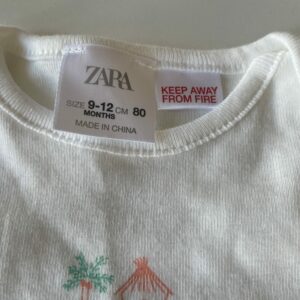 ZARA
SIZE 9-12 CM 80
MONTHS
MADE IN CHINA
KEEP AWAY
FROM FIRE